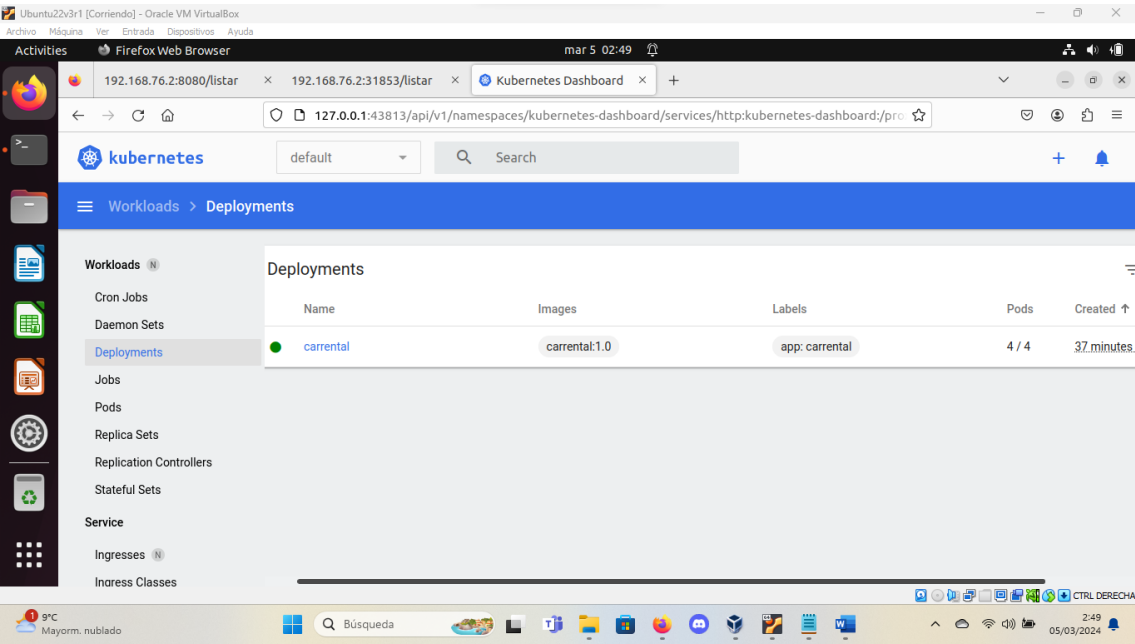 Ubuntu22v3r1 [Corriendo] - Oracle VM VirtualBox
Archivo Máquina Ver Entrada Dispositivos Ayuda
Activities Firefox Web Browser mar 5 02:49
192.168.76.2:8080/listar 192.168.76.2:31853/listar Kubernetes Dashboard
127.0.0.1:43813/api/v1/namespaces/kubernetes-dashboard/services/http:kubernetes-dashboard:/pro
kubernetes default Search
Workloads > Deployments
Workloads N
Cron Jobs
Daemon Sets
Deployments
Jobs
Pods
Replica Sets
Replication Controllers
Stateful Sets
Service
Ingresses N
Ingress Classes
Deployments
Name Images Labels Pods Created
carrental carrental:1.0 app: carrental 4 / 4 37 minutes
CTRL DERECHA
1 9°C
Mayorm. nublado
Búsqueda
2:49
05/03/2024